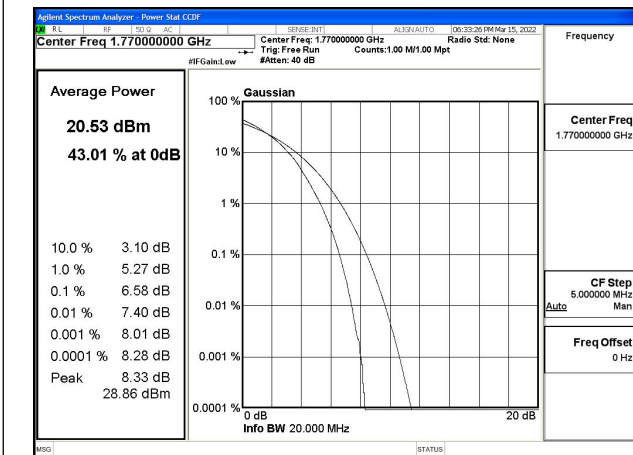 Agilent Spectrum Analyzer - Power Stat CCDF
RL RF 50 Ω AC SENSE:INT ALIGN AUTO 06:33:26 PM Mar 15, 2022
Center Freq 1.770000000 GHz
Center Freq: 1.770000000 GHz Radio Std: None
Trig: Free Run Counts:1.00 M/1.00 Mpt
#IFGain:Low #Atten: 40 dB
Frequency
Average Power
20.53 dBm
43.01 % at 0dB
10.0 % 3.10 dB
1.0 % 5.27 dB
0.1 % 6.58 dB
0.01 % 7.40 dB
0.001 % 8.01 dB
0.0001 % 8.28 dB
Peak 8.33 dB
28.86 dBm
Gaussian
100 %
10 %
1 %
0.1 %
0.01 %
0.001 %
0.0001 %
0 dB 20 dB
Info BW 20.000 MHz
Center Freq
1.770000000 GHz
CF Step
5.000000 MHz
Auto Man
Freq Offset
0 Hz
MSG STATUS